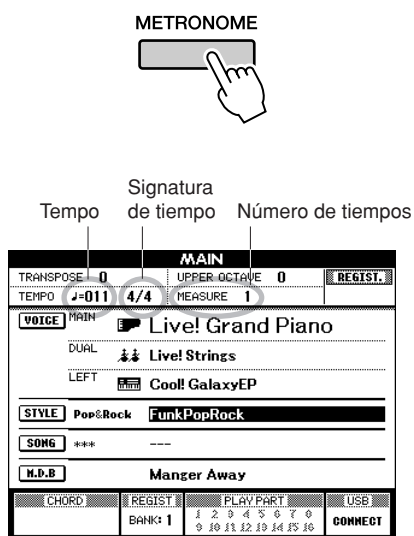 METRONOME
Signatura
Tempo de tiempo Número de tiempos
MAIN
TRANSPOSE 0 UPPER OCTAVE 0 REGIST.
TEMPO ♩=011 4/4 MEASURE 1
VOICE MAIN Live! Grand Piano
DUAL Live! Strings
LEFT Cool! GalaxyEP
STYLE Pop&Rock FunkPopRock
SONG *** ---
M.D.B Manger Away
CHORD REGIST PLAY PART USB
BANK: 1 1 2 3 4 5 6 7 8 CONNECT
9 10 11 12 13 14 15 16